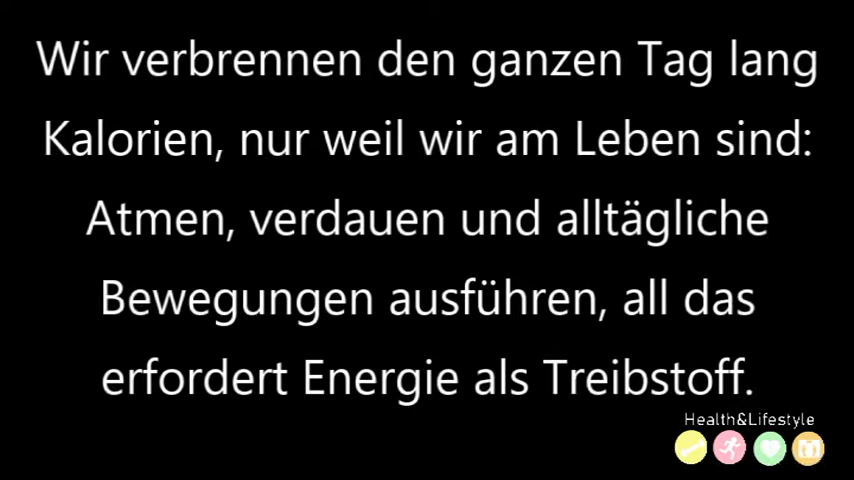 Wir verbrennen den ganzen Tag lang
Kalorien, nur weil wir am Leben sind:
Atmen, verdauen und alltägliche
Bewegungen ausführen, all das
erfordert Energie als Treibstoff.
Health&Lifestyle